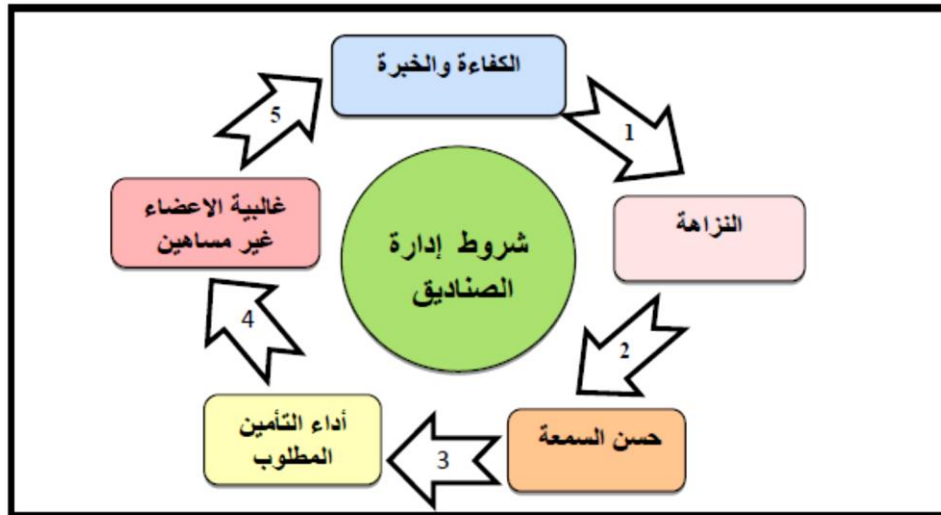 الكفاءة والخبرة
1
النزاهة
2
حسن السمعة
3
أداء التأمين
المطلوب
4
غالبية الاعضاء
غير مساهين
5
شروط إدارة
الصناديق